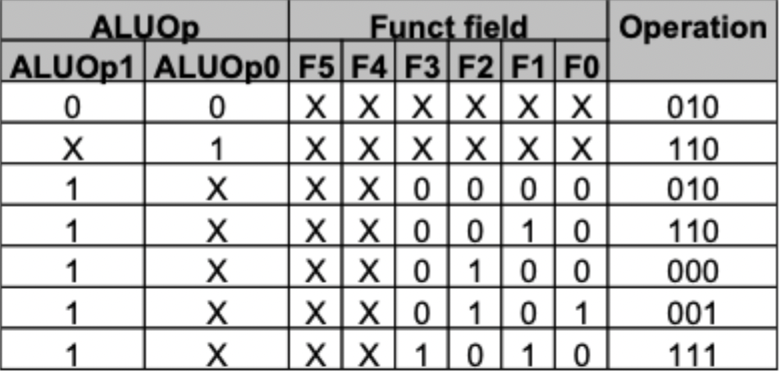 ALUOp Funct field Operation
ALUOp1 ALUOp0 F5 F4 F3 F2 F1 F0
0 0 X X X X X X 010
X 1 X X X X X X 110
1 X X X 0 0 0 0 010
1 X X X 0 0 1 0 110
1 X X X 0 1 0 0 000
1 X X X 0 1 0 1 001
1 X X X 1 0 1 0 111